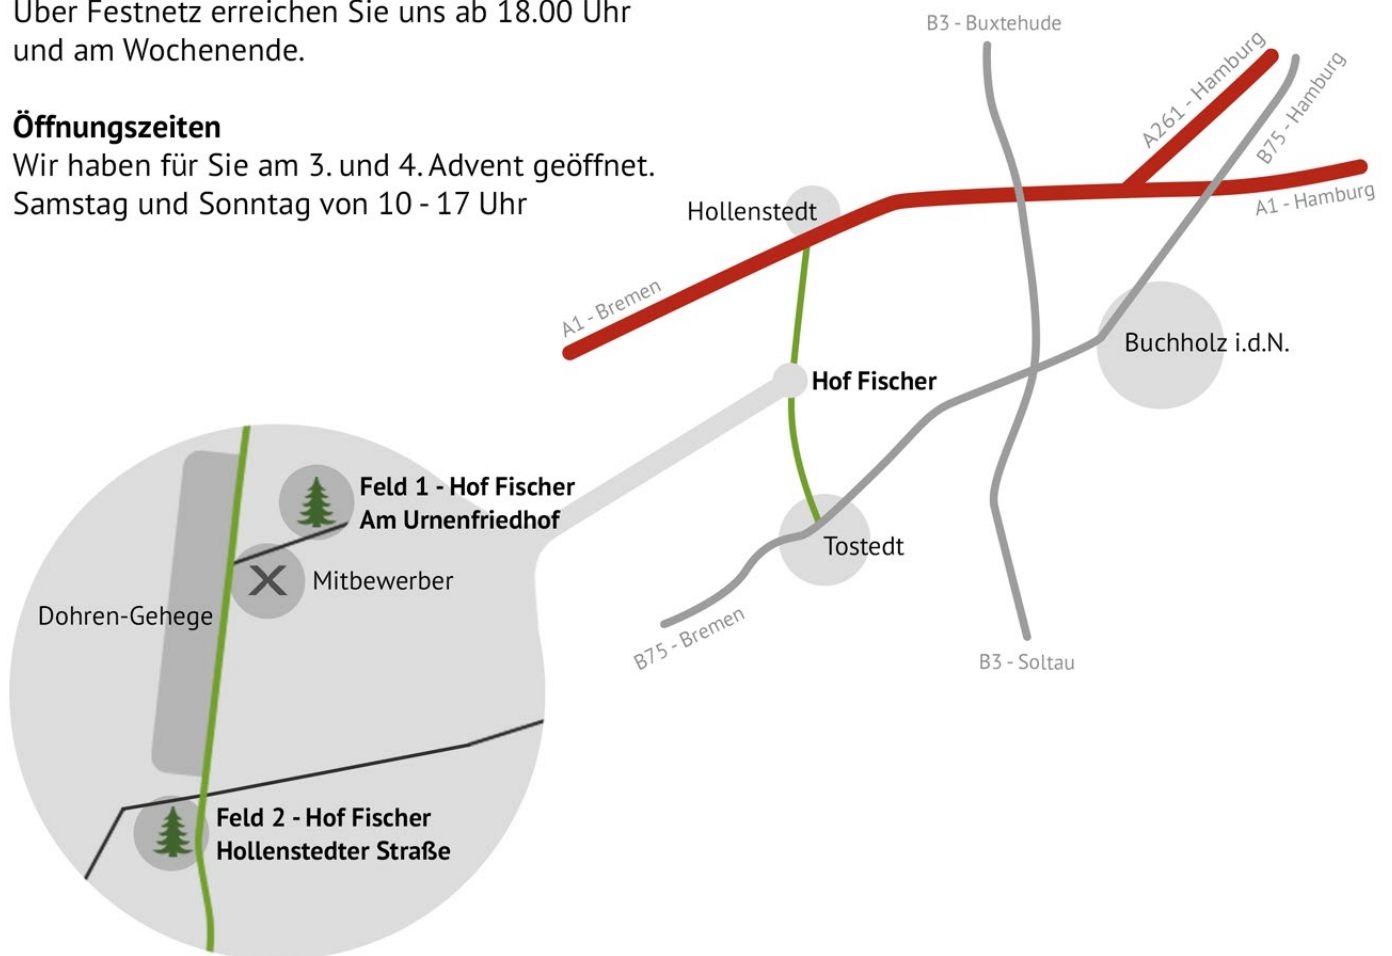 Über Festnetz erreichen Sie uns ab 18.00 Uhr
und am Wochenende.
Öffnungszeiten
Wir haben für Sie am 3. und 4. Advent geöffnet.
Samstag und Sonntag von 10 - 17 Uhr
B3 - Buxtehude
A261 - Hamburg
B75 - Hamburg
A1 - Hamburg
Hollenstedt
A1 - Bremen
Buchholz i.d.N.
Hof Fischer
Feld 1 - Hof Fischer
Am Urnenfriedhof
Mitbewerber
Tostedt
Dohren-Gehege
B75 - Bremen
B3 - Soltau
Feld 2 - Hof Fischer
Hollenstedter Straße